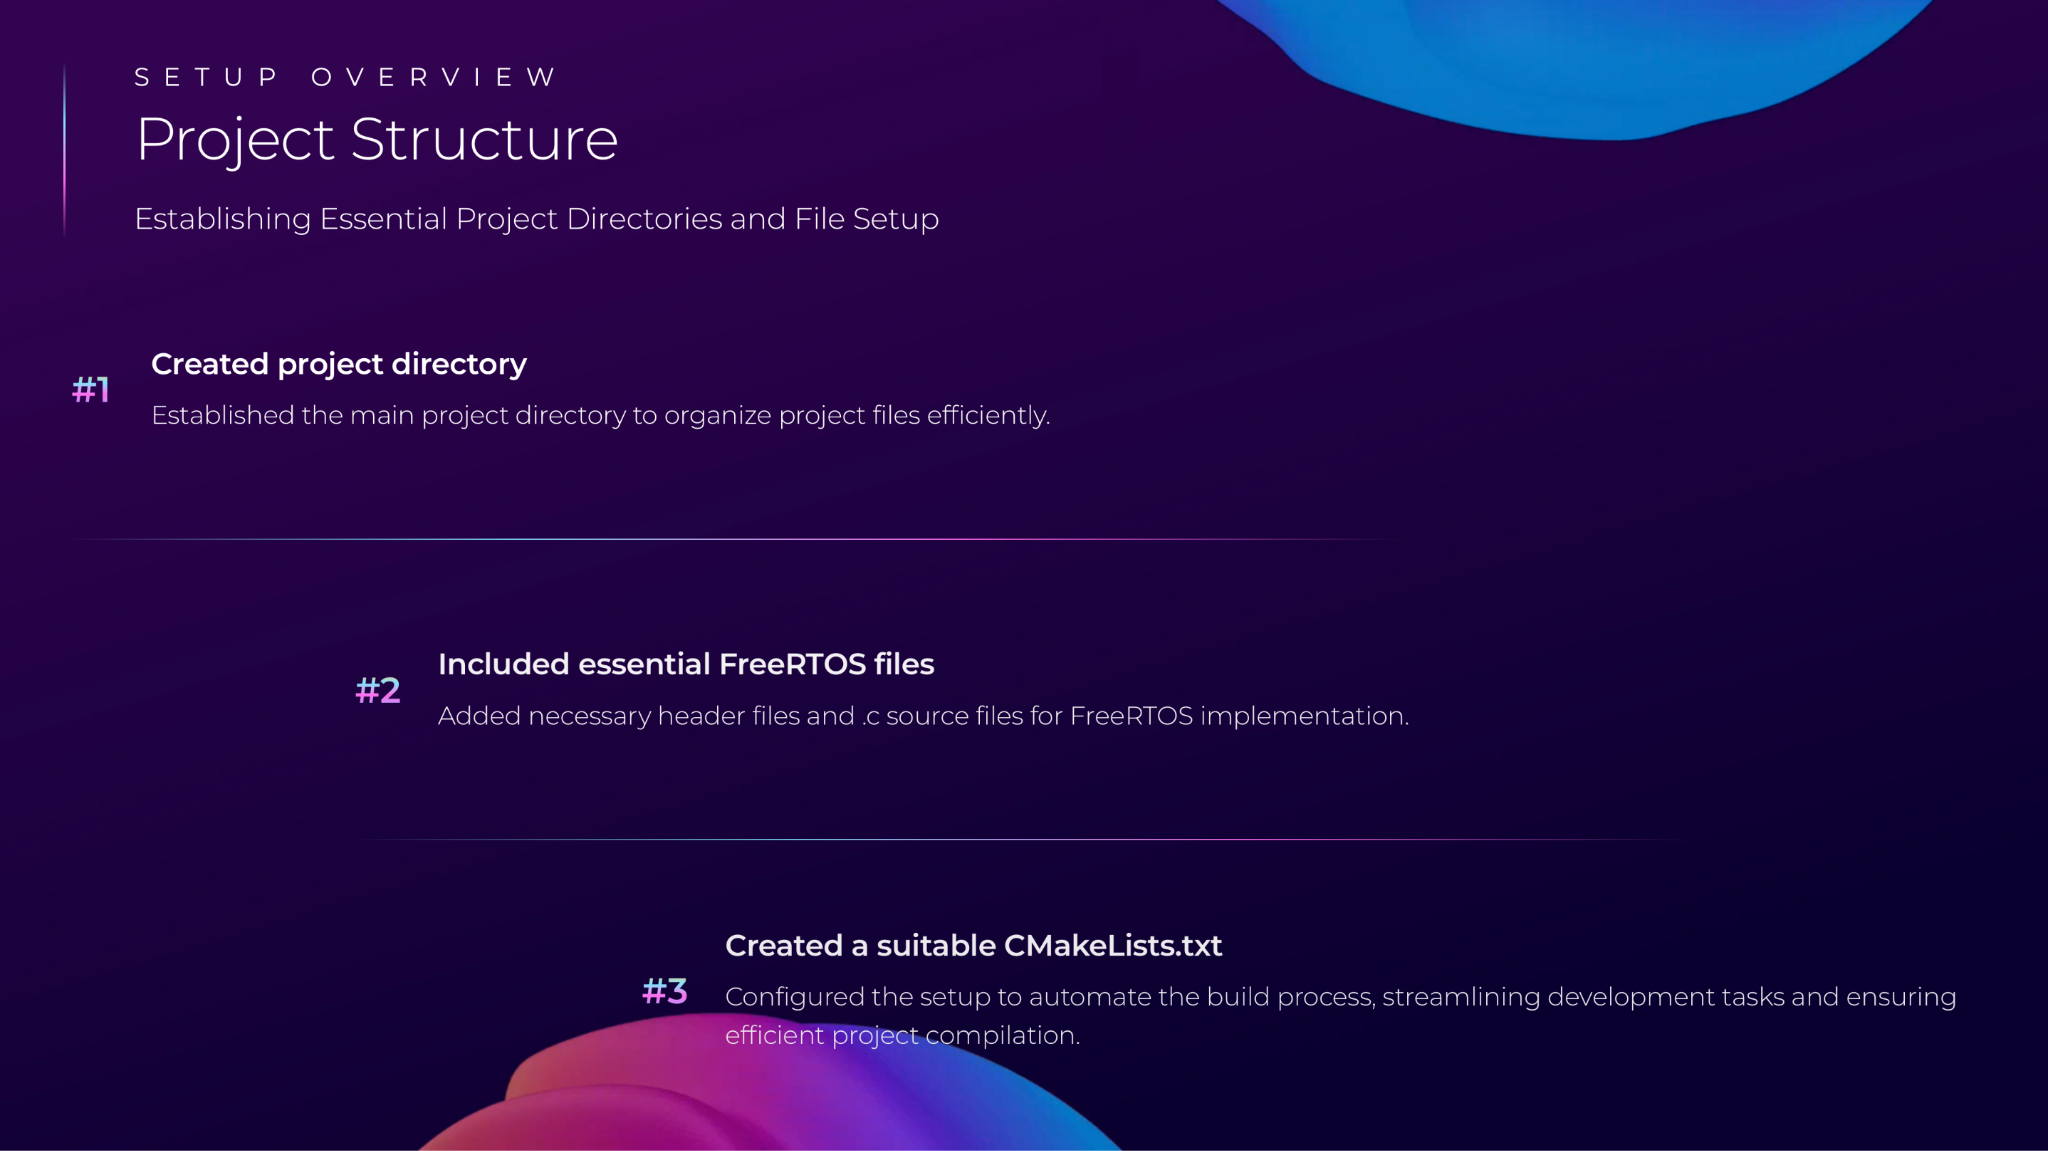 SETUP OVERVIEW
Project Structure
Establishing Essential Project Directories and File Setup
#1
Created project directory
Established the main project directory to organize project files efficiently.
#2
Included essential FreeRTOS files
Added necessary header files and .c source files for FreeRTOS implementation.
#3
Created a suitable CMakeLists.txt
Configured the setup to automate the build process, streamlining development tasks and ensuring
efficient project compilation.